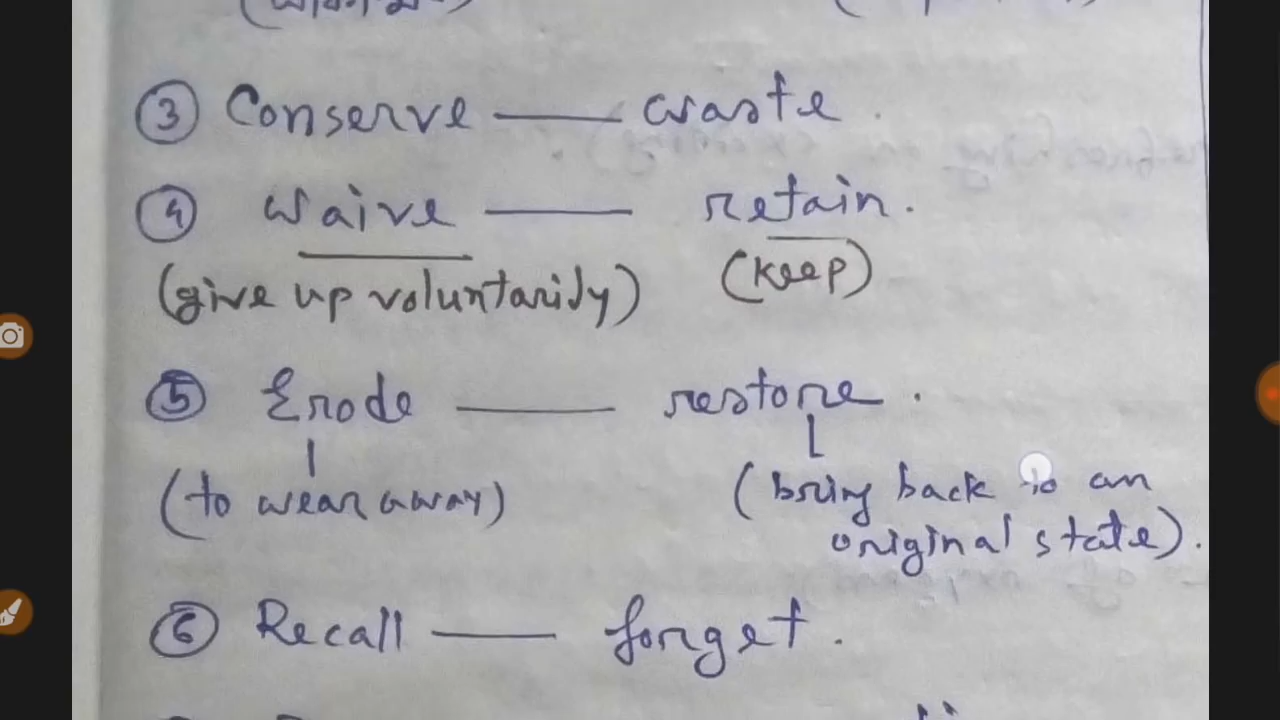 ③ Conserve — waste.
④ waive — retain.
(give up voluntarily) (keep)
⑤ Erode — restore.
(to wear away) (bring back to an
original state).
⑥ Recall — forget.